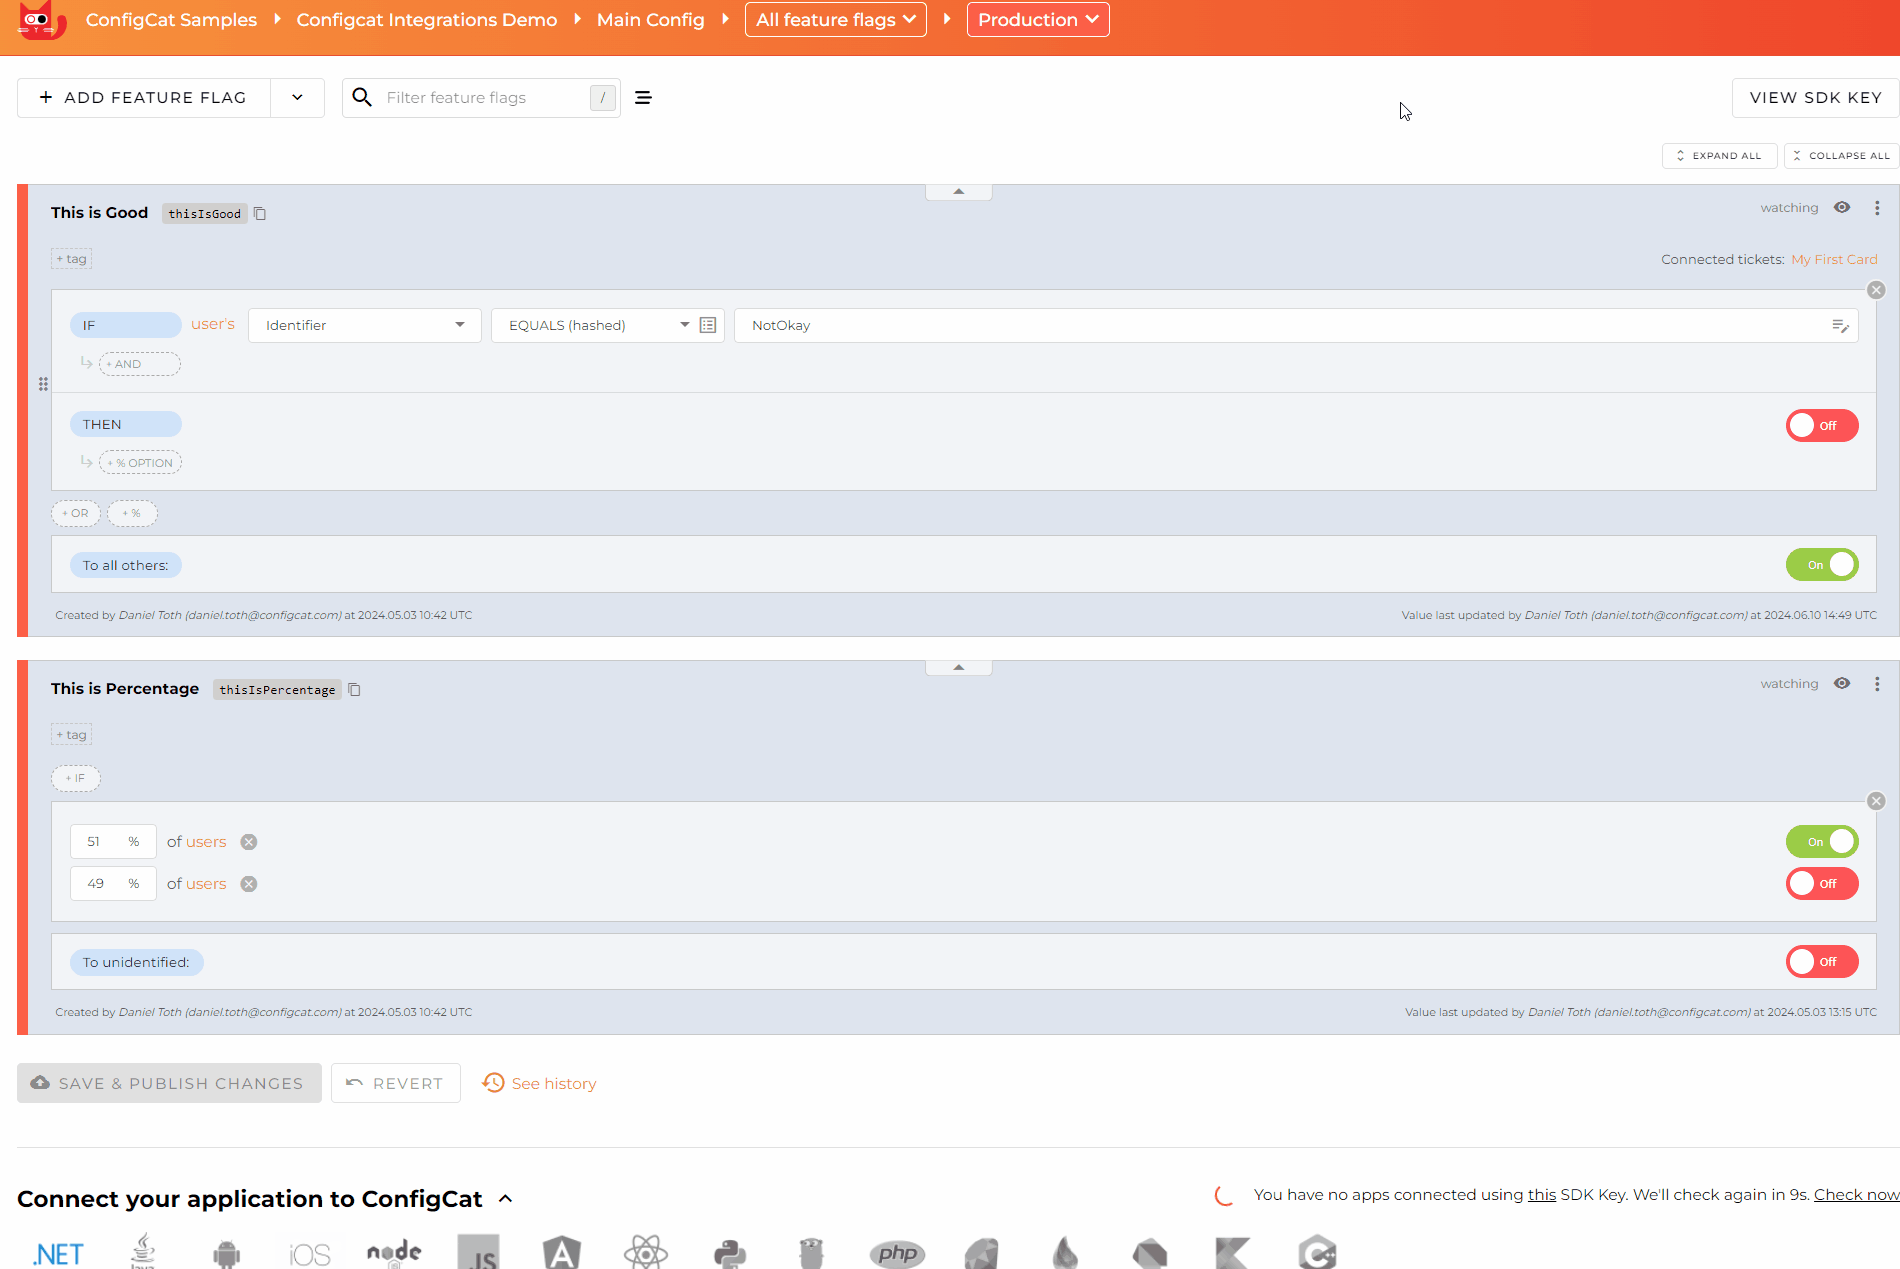 ConfigCat Samples Configcat Integrations Demo Main Config All feature flags Production
+ ADD FEATURE FLAG Filter feature flags / VIEW SDK KEY
EXPAND ALL COLLAPSE ALL
This is Good thisIsGood watching
+ tag Connected tickets: My First Card
IF user's Identifier EQUALS (hashed) NotOkay
+ AND
THEN Off
+ % OPTION
+ OR + %
To all others: On
Created by Daniel Toth (daniel.toth@configcat.com) at 2024.05.03 10:42 UTC Value last updated by Daniel Toth (daniel.toth@configcat.com) at 2024.06.10 14:49 UTC
This is Percentage thisIsPercentage watching
+ tag
+ IF
51 % of users On
49 % of users Off
To unidentified: Off
Created by Daniel Toth (daniel.toth@configcat.com) at 2024.05.03 10:42 UTC Value last updated by Daniel Toth (daniel.toth@configcat.com) at 2024.05.03 13:15 UTC
SAVE & PUBLISH CHANGES REVERT See history
Connect your application to ConfigCat You have no apps connected using this SDK Key. We'll check again in 9s. Check now
.NET Java iOS node JS A php C++